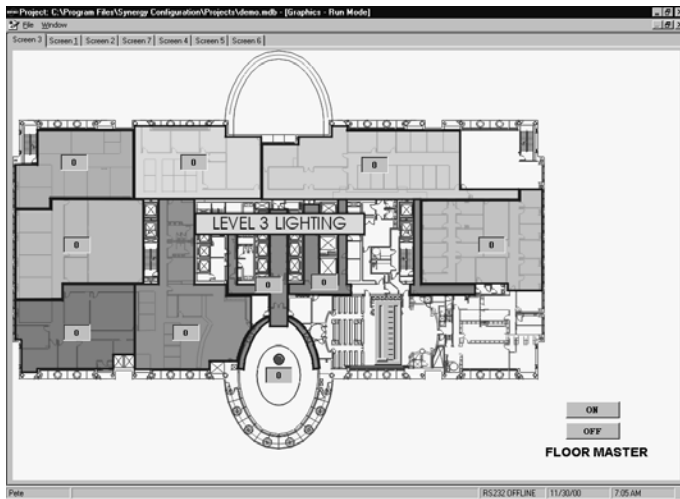 Project: C:\Program Files\Synergy Configuration\Projects\demo.mdb - [Graphics - Run Mode]
File Window
Screen 3 Screen 1 Screen 2 Screen 7 Screen 4 Screen 5 Screen 6
0 0 0
LEVEL 3 LIGHTING
0 0
0 0
0 0
0
ON
OFF
FLOOR MASTER
Pete RS232 OFFLINE 11/30/00 7:05 AM